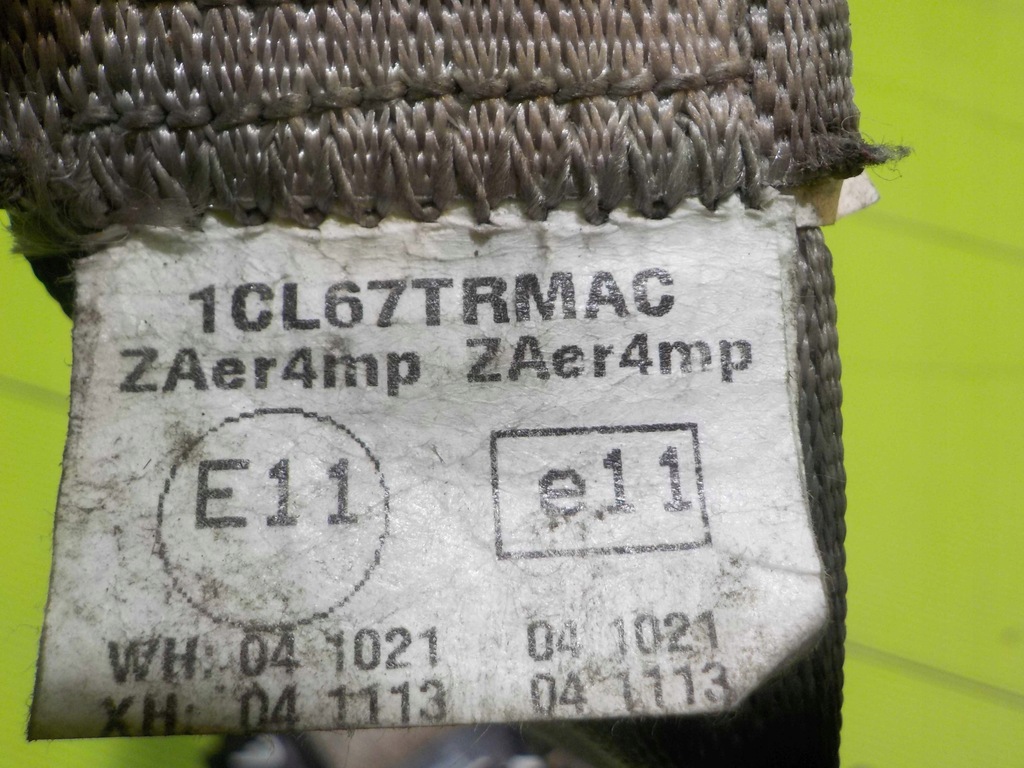 1CL67TRMAC
ZAer4mp ZAer4mp
E11 e11
WH: 04 1021 04 1021
XH: 04 1113 04 1113